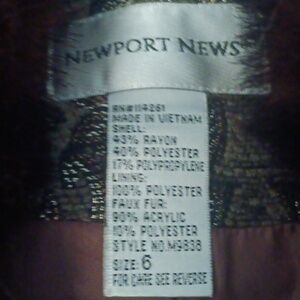 NEWPORT NEWS
RN#114261
MADE IN VIETNAM
SHELL:
43% RAYON
40% POLYESTER
17% POLYPROPYLENE
LINING:
100% POLYESTER
FAUX FUR:
90% ACRYLIC
10% POLYESTER
STYLE NO.M9838
SIZE: 6
FOR CARE SEE REVERSE